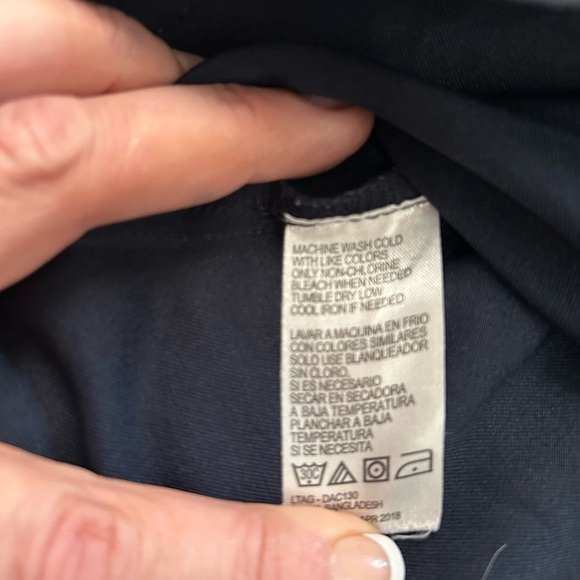 MACHINE WASH COLD
WITH LIKE COLORS
ONLY NON-CHLORINE
BLEACH WHEN NEEDED
TUMBLE DRY LOW
COOL IRON IF NEEDED
LAVAR A MAQUINA EN FRIO
CON COLORES SIMILARES
SOLO USE BLANQUEADOR
SIN CLORO.
SI ES NECESARIO
SECAR EN SECADORA
A BAJA TEMPERATURA
PLANCHAR A BAJA
TEMPERATURA
SI SE NECESITA
30C
LTAG - DAC130
BANGLADESH
APR 2018